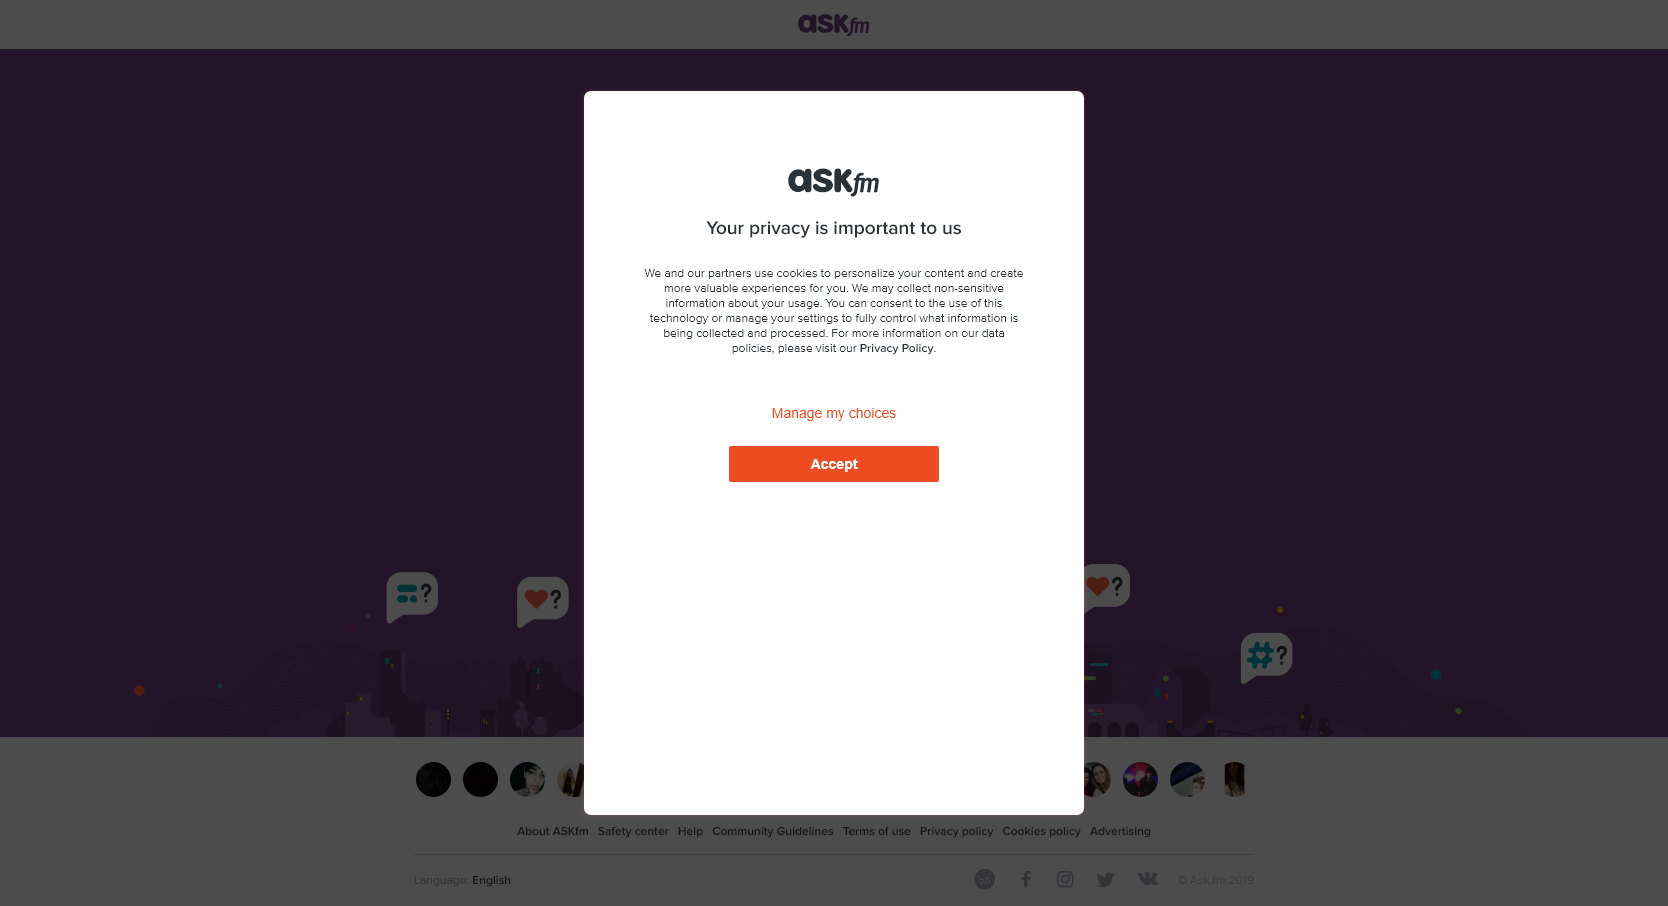 ASKfm
ASKfm
Your privacy is important to us
We and our partners use cookies to personalize your content and create
more valuable experiences for you. We may collect non-sensitive
information about your usage. You can consent to the use of this
technology or manage your settings to fully control what information is
being collected and processed. For more information on our data
policies, please visit our Privacy Policy.
Manage my choices
Accept
?
?
?
#?
About ASKfm Safety center Help Community Guidelines Terms of use Privacy policy Cookies policy Advertising
Language: English
© Ask.fm 2019